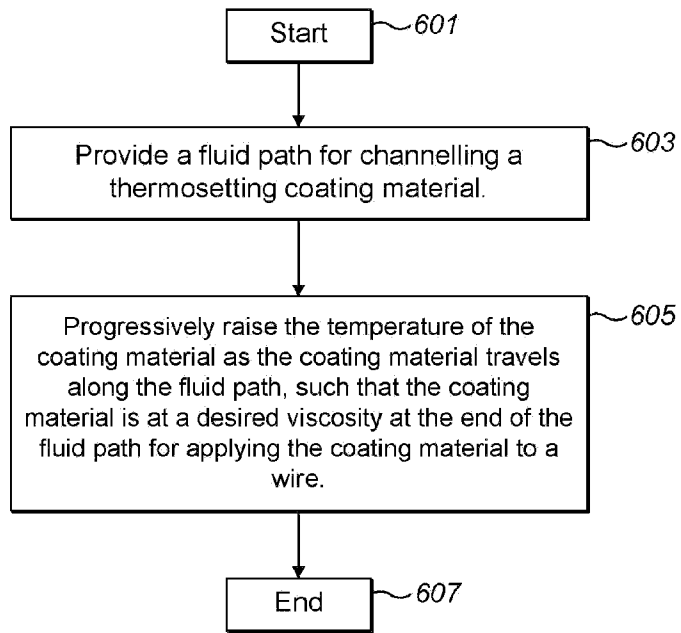 Start
601
Provide a fluid path for channelling a
thermosetting coating material.
603
Progressively raise the temperature of the
coating material as the coating material travels
along the fluid path, such that the coating
material is at a desired viscosity at the end of the
fluid path for applying the coating material to a
wire.
605
End
607